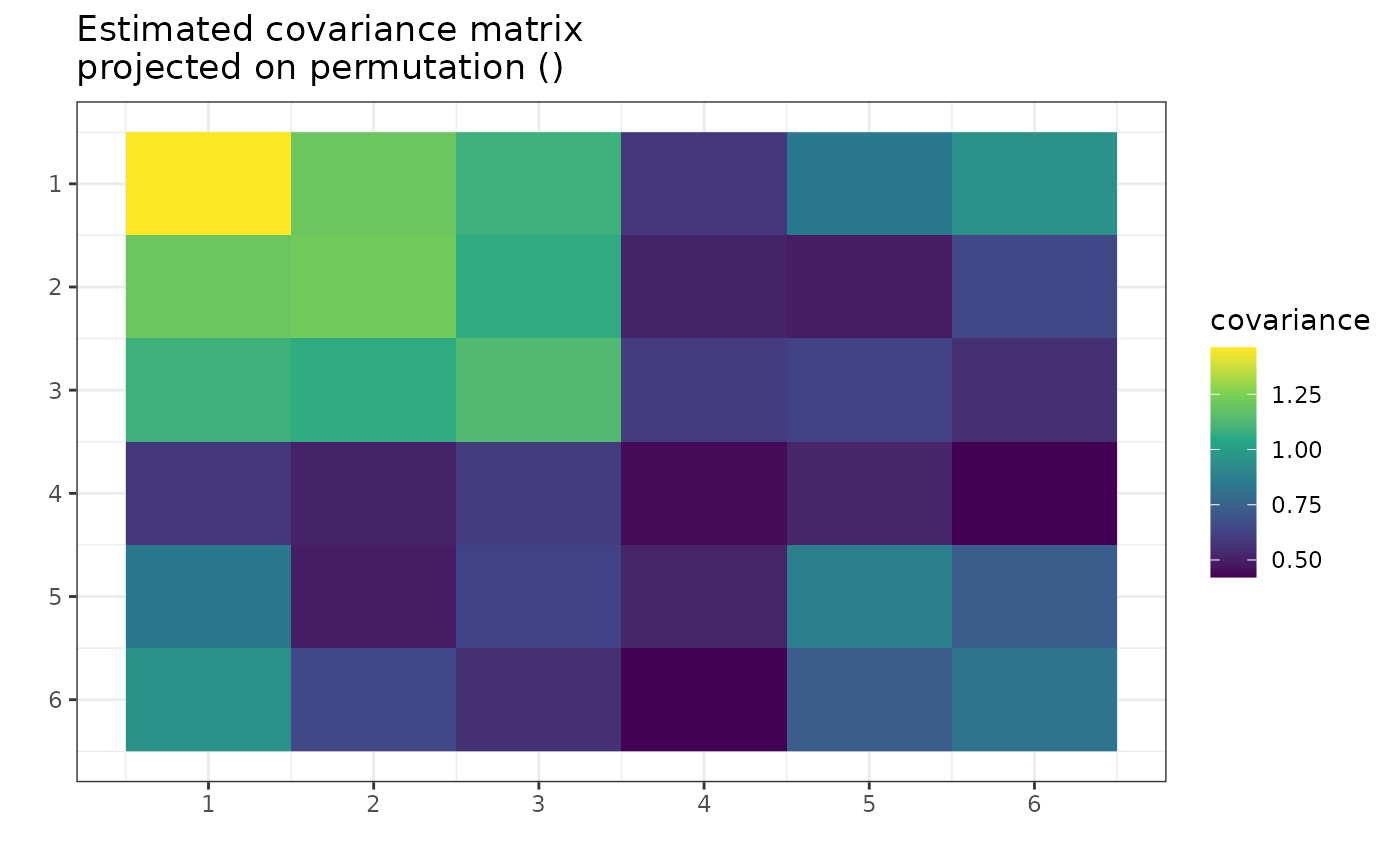 Estimated covariance matrix
projected on permutation ()
1
2
3
4
5
6
1 2 3 4 5 6
covariance
1.25
1.00
0.75
0.50